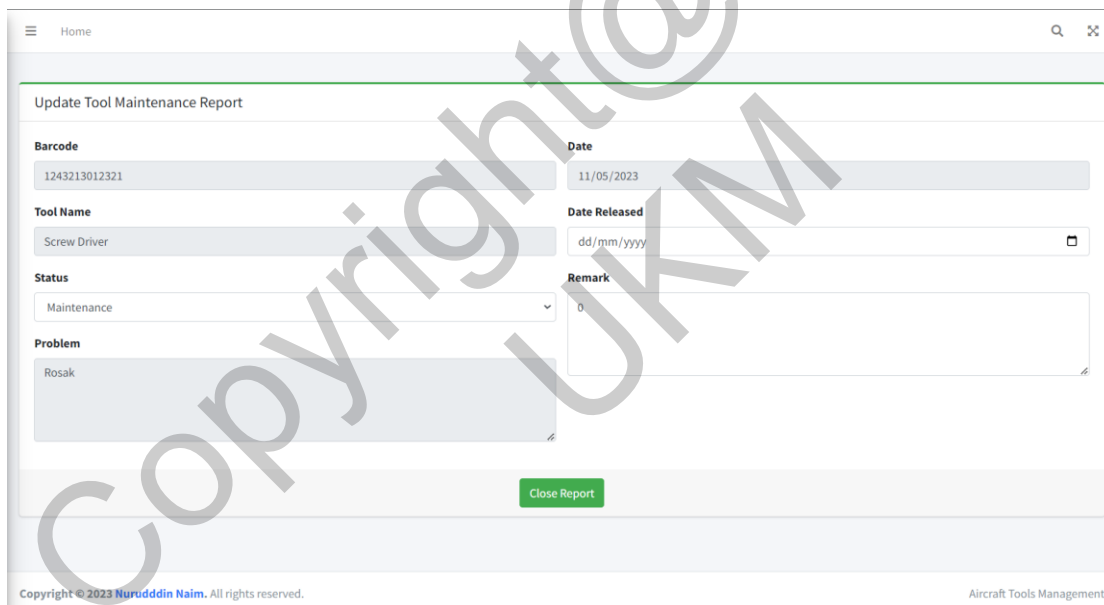 Home
Update Tool Maintenance Report
Barcode
1243213012321
Date
11/05/2023
Tool Name
Screw Driver
Date Released
dd/mm/yyyy
Status
Maintenance
Remark
0
Problem
Rosak
Close Report
Copyright © 2023 Nurudddin Naim. All rights reserved.
Aircraft Tools Management
Copyright@
UKM